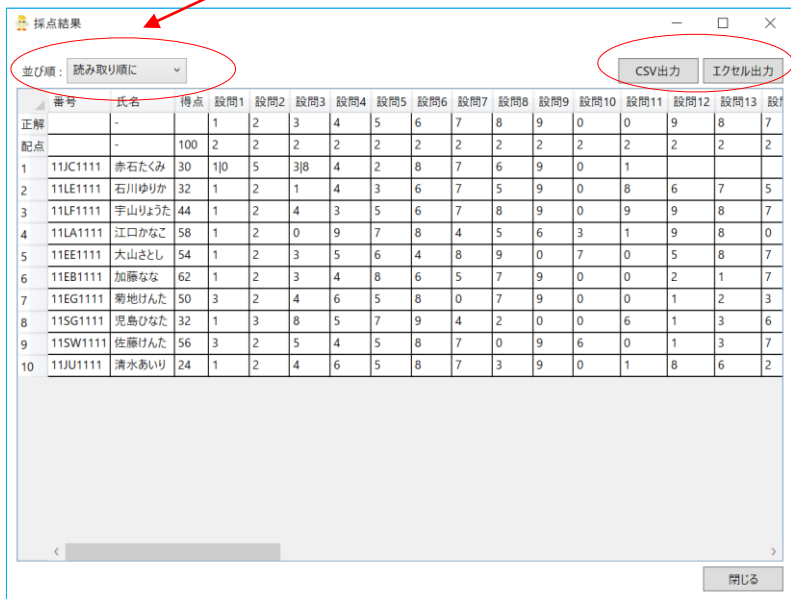 採点結果
並び順： 読み取り順に CSV出力 エクセル出力
番号 氏名 得点 設問1 設問2 設問3 設問4 設問5 設問6 設問7 設問8 設問9 設問10 設問11 設問12 設問13
正解 - 1 2 3 4 5 6 7 8 9 0 0 9 8 7
配点 - 100 2 2 2 2 2 2 2 2 2 2 2 2 2 2
1 11JC1111 赤石たくみ 30 1|0 5 3|8 4 2 8 7 6 9 0 1
2 11LE1111 石川ゆりか 32 1 2 1 4 3 6 7 5 9 0 8 6 7 5
3 11LF1111 宇山りょうた 44 1 2 4 3 5 6 7 8 9 0 9 9 8 7
4 11LA1111 江口かなこ 58 1 2 0 9 7 8 4 5 6 3 1 9 8 0
5 11EE1111 大山さとし 54 1 2 3 5 6 4 8 9 0 7 0 5 8 7
6 11EB1111 加藤なな 62 1 2 3 4 8 6 5 7 9 0 0 2 1 7
7 11EG1111 菊地けんた 50 3 2 4 6 5 8 0 7 9 0 0 1 2 3
8 11SG1111 児島ひなた 32 1 3 8 5 7 9 4 2 0 0 6 1 3 6
9 11SW1111 佐藤けんた 56 3 2 5 4 5 8 7 0 9 6 0 1 3 7
10 11JU1111 清水あいり 24 1 2 4 6 5 8 7 3 9 0 1 8 6 2
閉じる